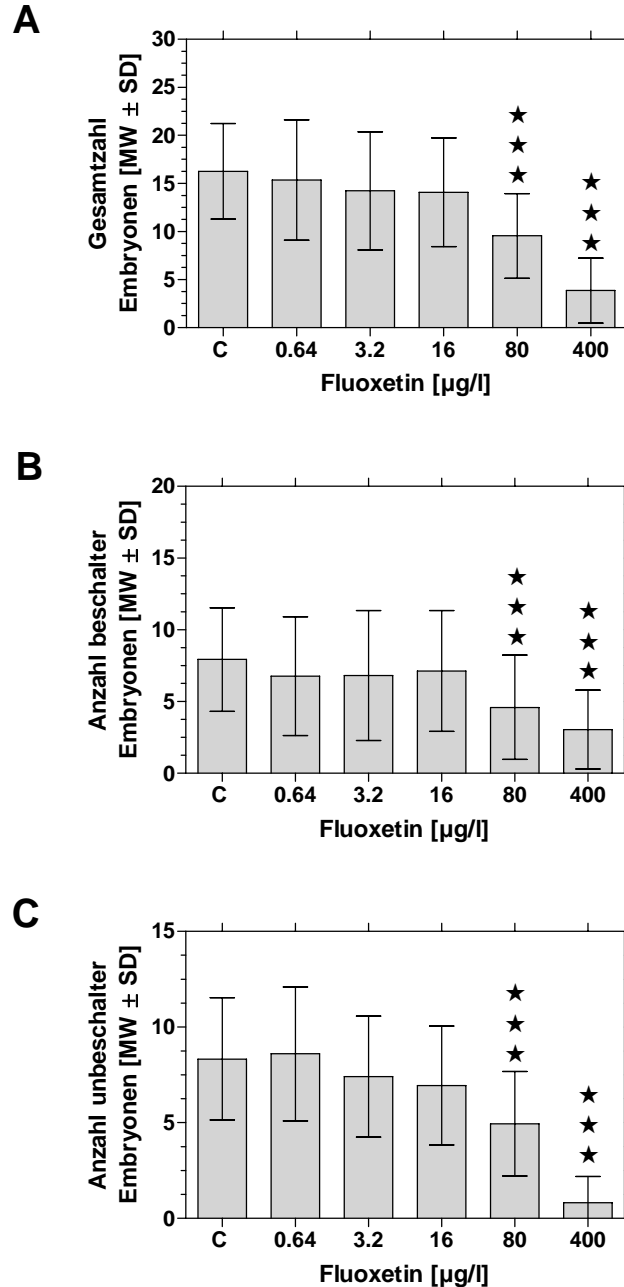 A
Gesamtzahl
Embryonen [MW ± SD]
30
25
20
15
10
5
0
★★★
★★★
C 0.64 3.2 16 80 400
Fluoxetin [µg/l]
B
Anzahl beschalter
Embryonen [MW ± SD]
20
15
10
5
0
★★★
★★★
C 0.64 3.2 16 80 400
Fluoxetin [µg/l]
C
Anzahl unbeschalter
Embryonen [MW ± SD]
15
10
5
0
★★★
★★★
C 0.64 3.2 16 80 400
Fluoxetin [µg/l]